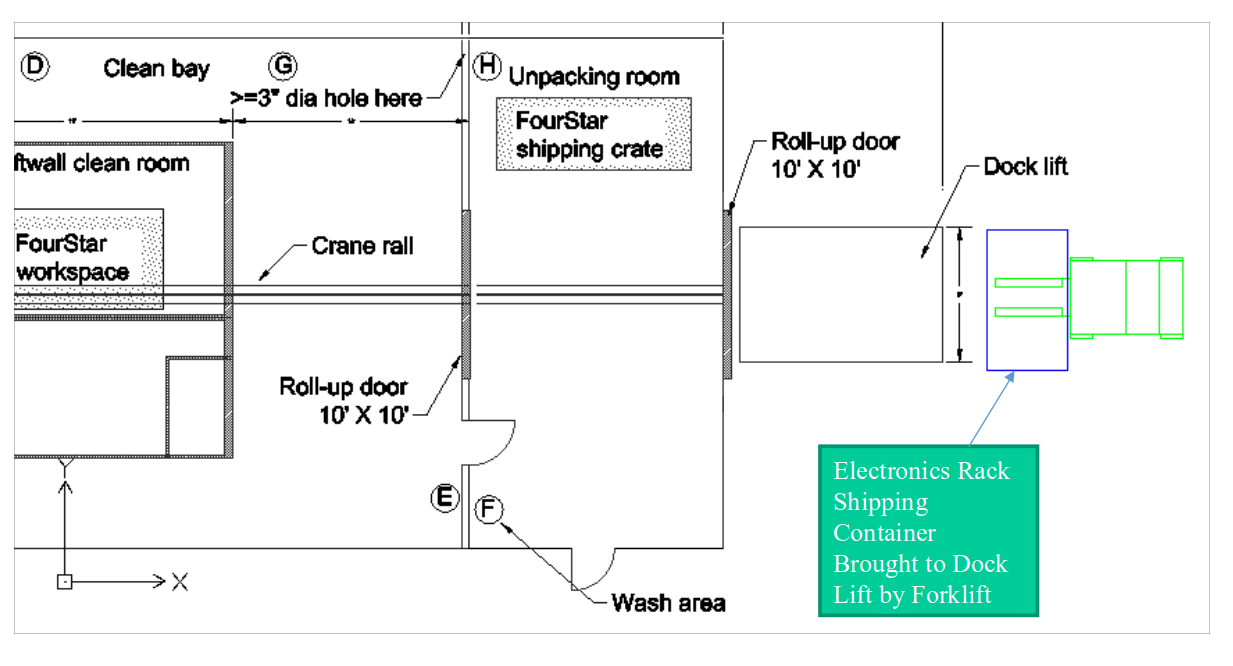 D
Clean bay
G
H
Unpacking room
>=3" dia hole here
FourStar
shipping crate
Roll-up door
10' X 10'
Dock lift
ftwall clean room
FourStar
workspace
Crane rail
Roll-up door
10' X 10'
Electronics Rack
Shipping
Container
Brought to Dock
Lift by Forklift
E
F
Y
X
Wash area